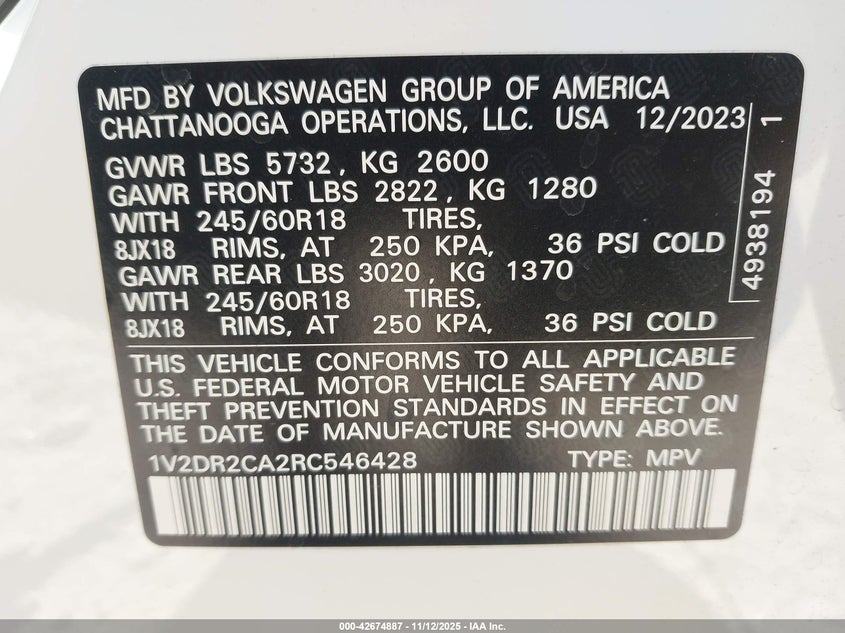 MFD BY VOLKSWAGEN GROUP OF AMERICA
CHATTANOOGA OPERATIONS, LLC. USA 12/2023
GVWR LBS 5732, KG 2600
GAWR FRONT LBS 2822, KG 1280
WITH 245/60R18 TIRES,
8JX18 RIMS, AT 250 KPA, 36 PSI COLD
GAWR REAR LBS 3020, KG 1370
WITH 245/60R18 TIRES,
8JX18 RIMS, AT 250 KPA, 36 PSI COLD
4938194 1
THIS VEHICLE CONFORMS TO ALL APPLICABLE
U.S. FEDERAL MOTOR VEHICLE SAFETY AND
THEFT PREVENTION STANDARDS IN EFFECT ON
THE DATE OF MANUFACTURE SHOWN ABOVE.
1V2DR2CA2RC546428 TYPE: MPV
000-42674887 - 11/12/2025 - IAA Inc.